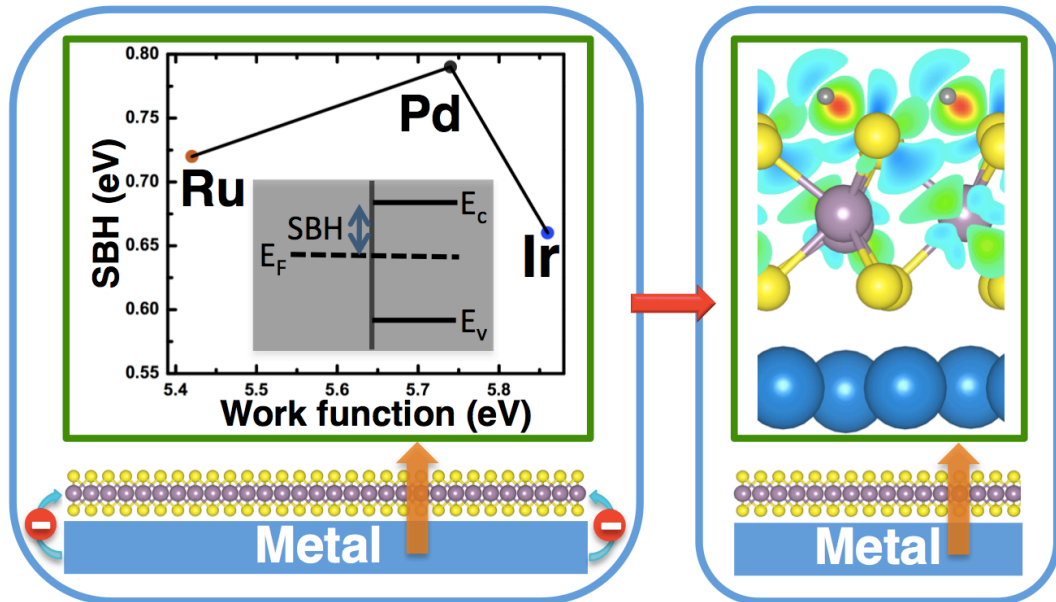 0.80
0.75
0.70
0.65
0.60
0.55
SBH (eV)
Ru
Pd
Ir
SBH
E_c
E_F
E_v
5.4 5.5 5.6 5.7 5.8
Work function (eV)
−
Metal
−
Metal